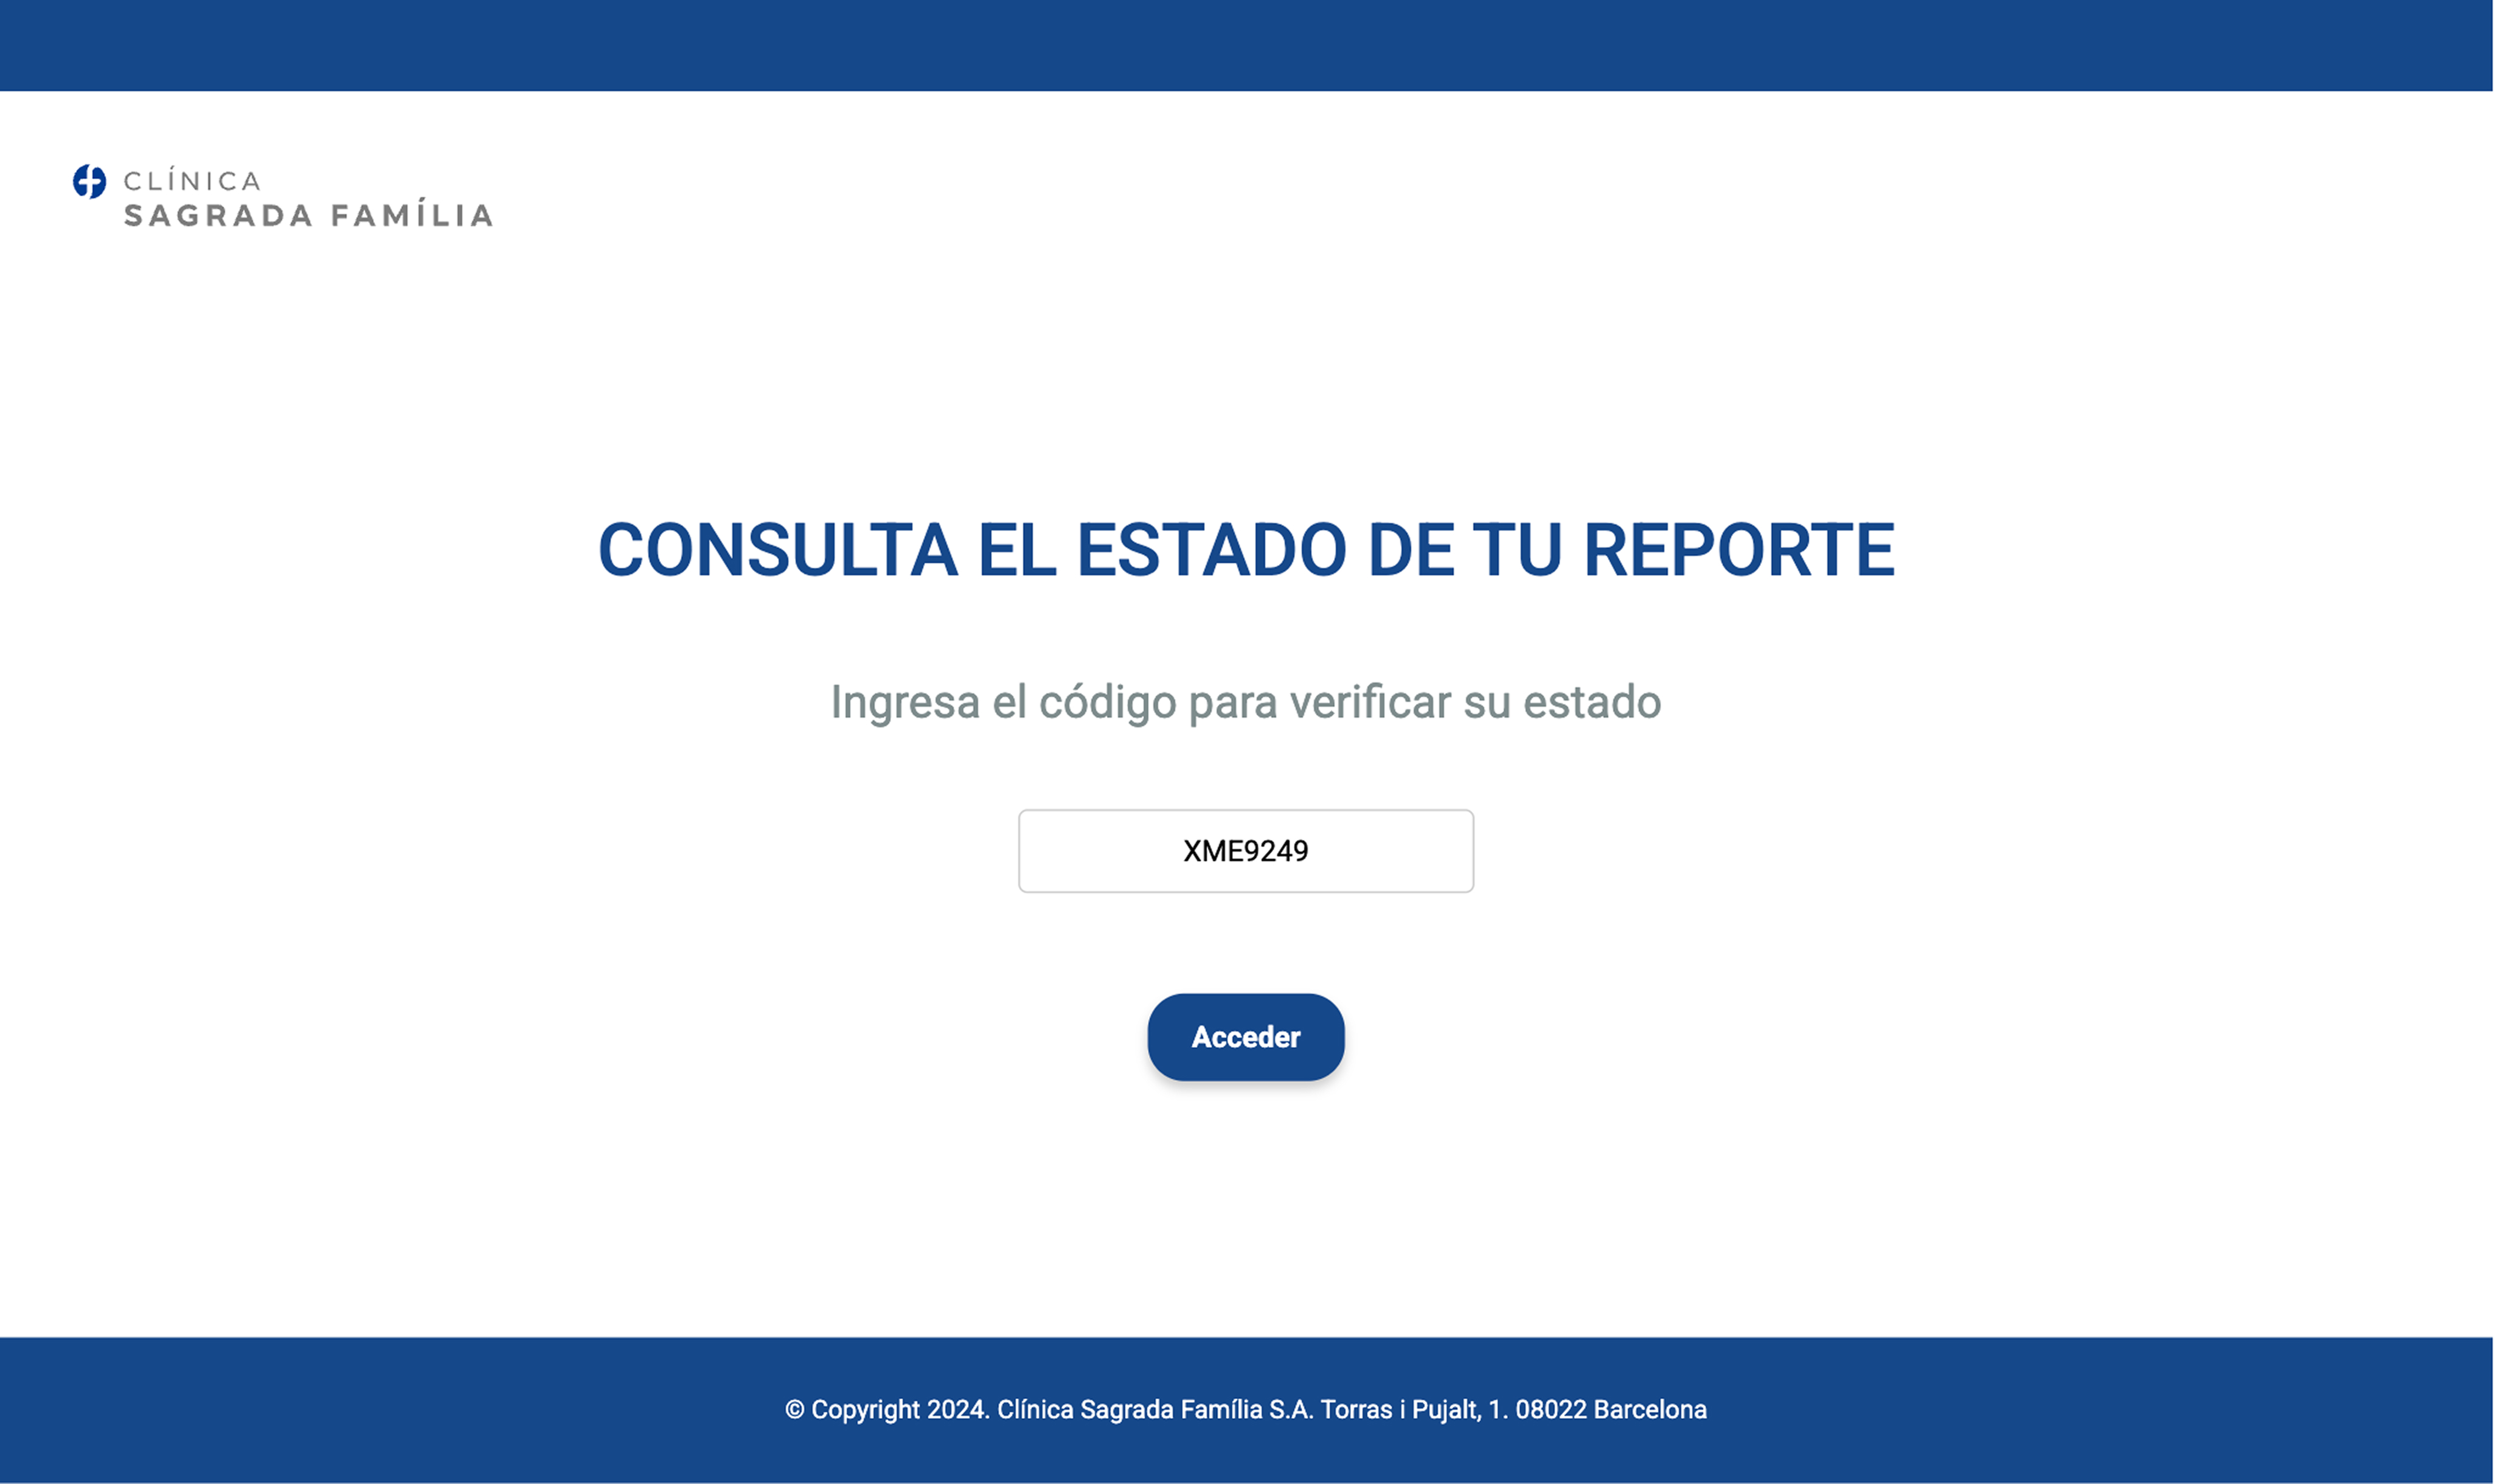 CLÍNICA
SAGRADA FAMÍLIA
CONSULTA EL ESTADO DE TU REPORTE
Ingresa el código para verificar su estado
XME9249
Acceder
© Copyright 2024. Clínica Sagrada Família S.A. Torras i Pujalt, 1. 08022 Barcelona